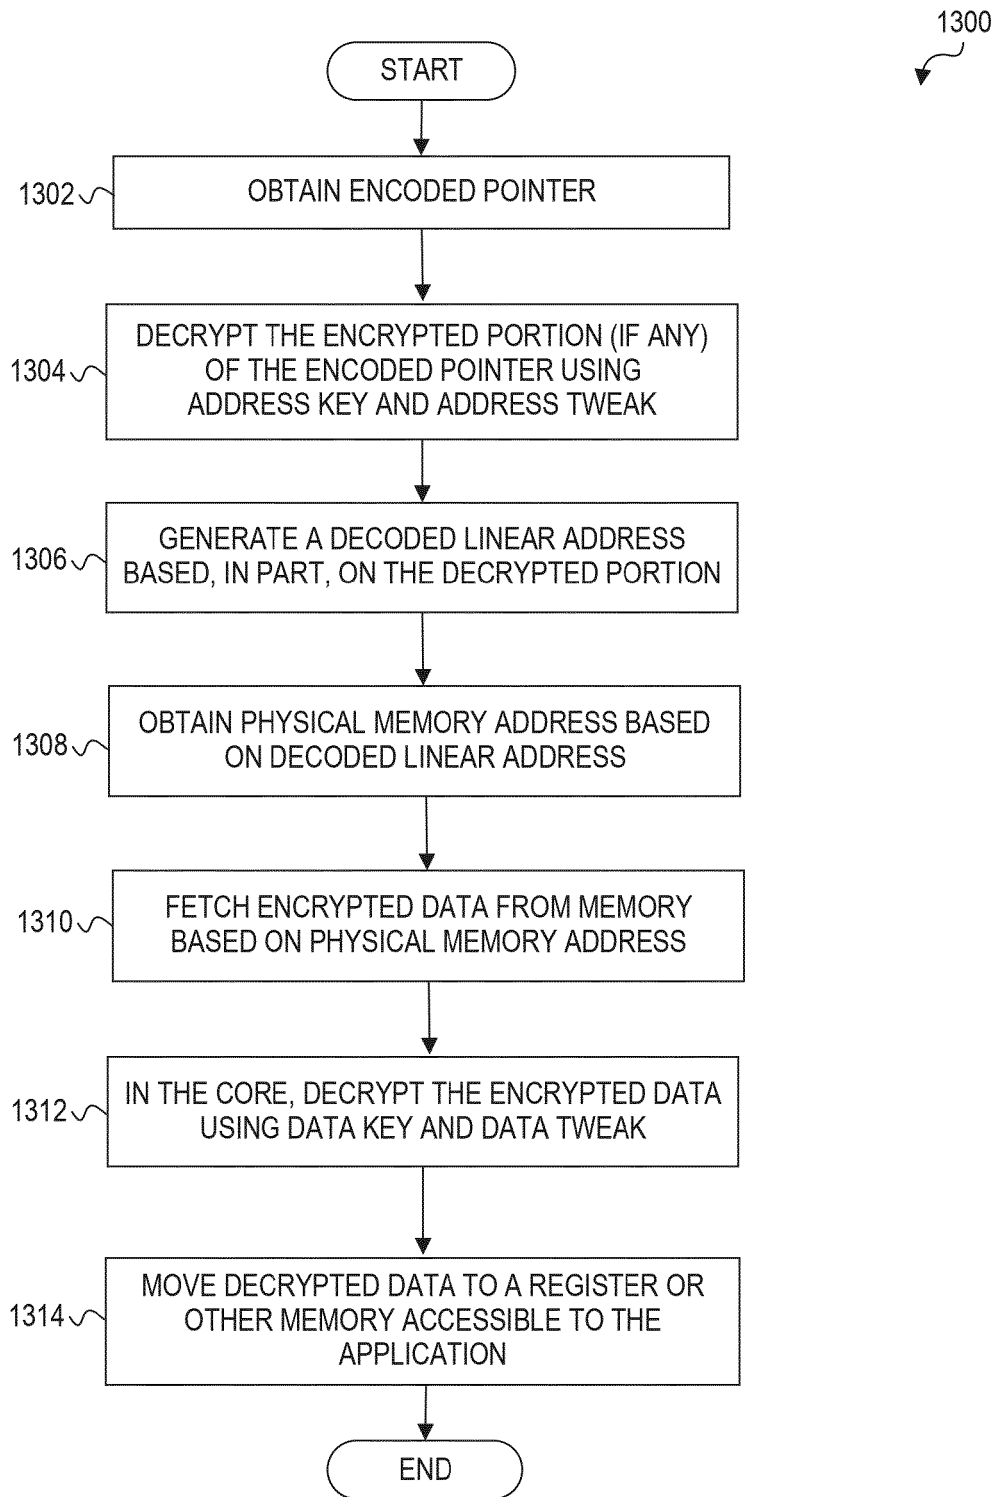 1300
START
1302
OBTAIN ENCODED POINTER
1304
DECRYPT THE ENCRYPTED PORTION (IF ANY)
OF THE ENCODED POINTER USING
ADDRESS KEY AND ADDRESS TWEAK
1306
GENERATE A DECODED LINEAR ADDRESS
BASED, IN PART, ON THE DECRYPTED PORTION
1308
OBTAIN PHYSICAL MEMORY ADDRESS BASED
ON DECODED LINEAR ADDRESS
1310
FETCH ENCRYPTED DATA FROM MEMORY
BASED ON PHYSICAL MEMORY ADDRESS
1312
IN THE CORE, DECRYPT THE ENCRYPTED DATA
USING DATA KEY AND DATA TWEAK
1314
MOVE DECRYPTED DATA TO A REGISTER OR
OTHER MEMORY ACCESSIBLE TO THE
APPLICATION
END